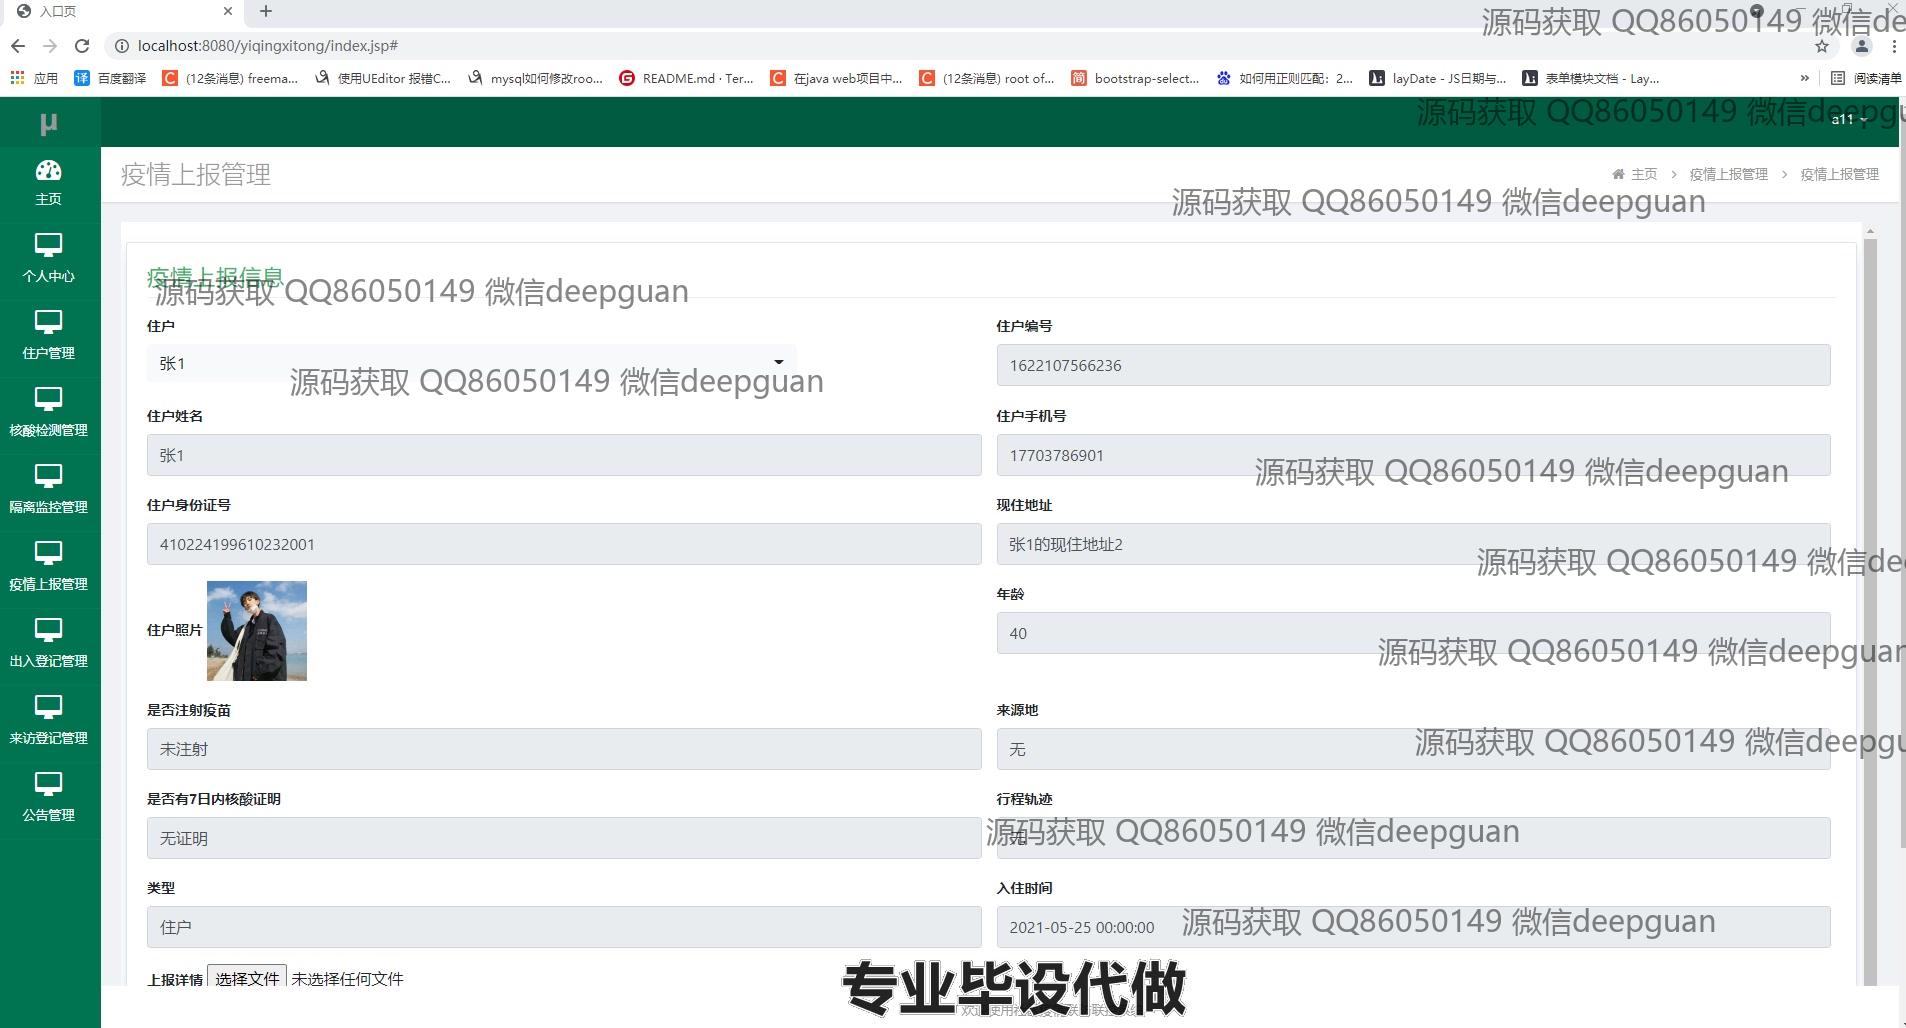 入口页
localhost:8080/yiqingxitong/index.jsp#
源码获取 QQ86050149 微信de
应用 百度翻译 (12条消息) freema... 使用UEditor 报错C... mysql如何修改roo... README.md · Ter... 在java web项目中... (12条消息) root of... bootstrap-select... 如何用正则匹配：2... layDate - JS日期与... 表单模块文档 - Lay... » 阅读清单
μ
源码获取 QQ86050149 微信deepgu
a11
主页
个人中心
住户管理
核酸检测管理
隔离监控管理
疫情上报管理
出入登记管理
来访登记管理
公告管理
疫情上报管理
主页 > 疫情上报管理 > 疫情上报管理
源码获取 QQ86050149 微信deepguan
疫情上报信息
源码获取 QQ86050149 微信deepguan
住户 住户编号
张1 1622107566236
源码获取 QQ86050149 微信deepguan
住户姓名 住户手机号
张1 17703786901
源码获取 QQ86050149 微信deepguan
住户身份证号 现住地址
410224199610232001 张1的现住地址2
源码获取 QQ86050149 微信de
住户照片 年龄
40
源码获取 QQ86050149 微信deepguan
是否注射疫苗 来源地
未注射 无
源码获取 QQ86050149 微信deepgu
是否有7日内核酸证明 行程轨迹
无证明 无
源码获取 QQ86050149 微信deepguan
类型 入住时间
住户 2021-05-25 00:00:00
源码获取 QQ86050149 微信deepguan
上报详情 选择文件 未选择任何文件
专业毕设代做